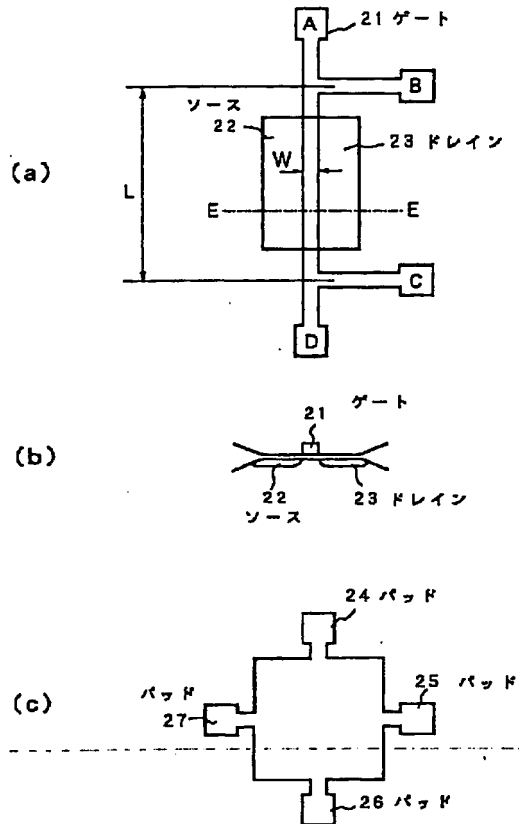 A
21 ゲート
B
ソース
22
23 ドレイン
(a)
W
L
E E
C
D
ゲート
21
(b)
22
23 ドレイン
ソース
24 パッド
(c)
パッド
27
25 パッド
26 パッド